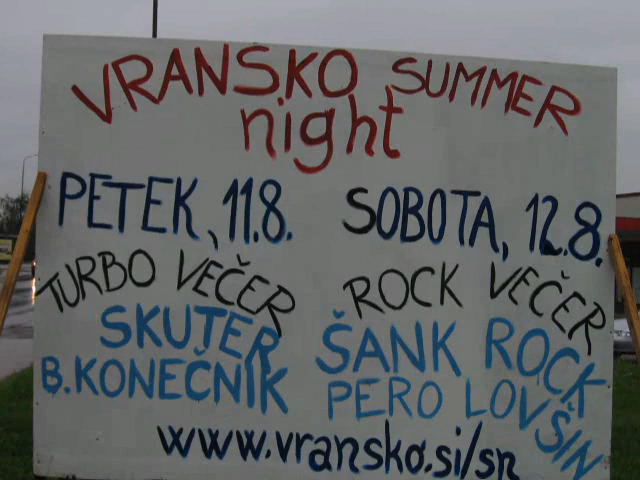 VRANSKO SUMMER
night
PETEK, 11.8.
TURBO VEČER
SKUTER
B. KONEČNIK
SOBOTA, 12.8.
ROCK VEČER
ŠANK ROCK
PERO LOVŠIN
www.vransko.si/sn